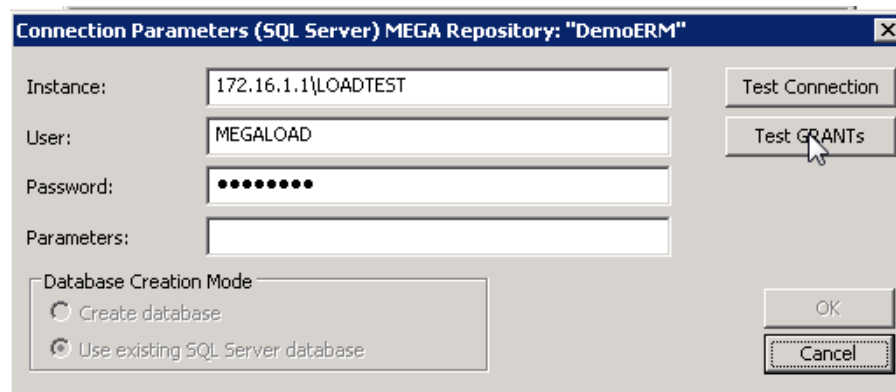 Connection Parameters (SQL Server) MEGA Repository: "DemoERM"
Instance: 172.16.1.1\LOADTEST Test Connection
User: MEGALOAD Test GRANTs
Password: ●●●●●●●●
Parameters:
Database Creation Mode
Create database
Use existing SQL Server database
OK
Cancel